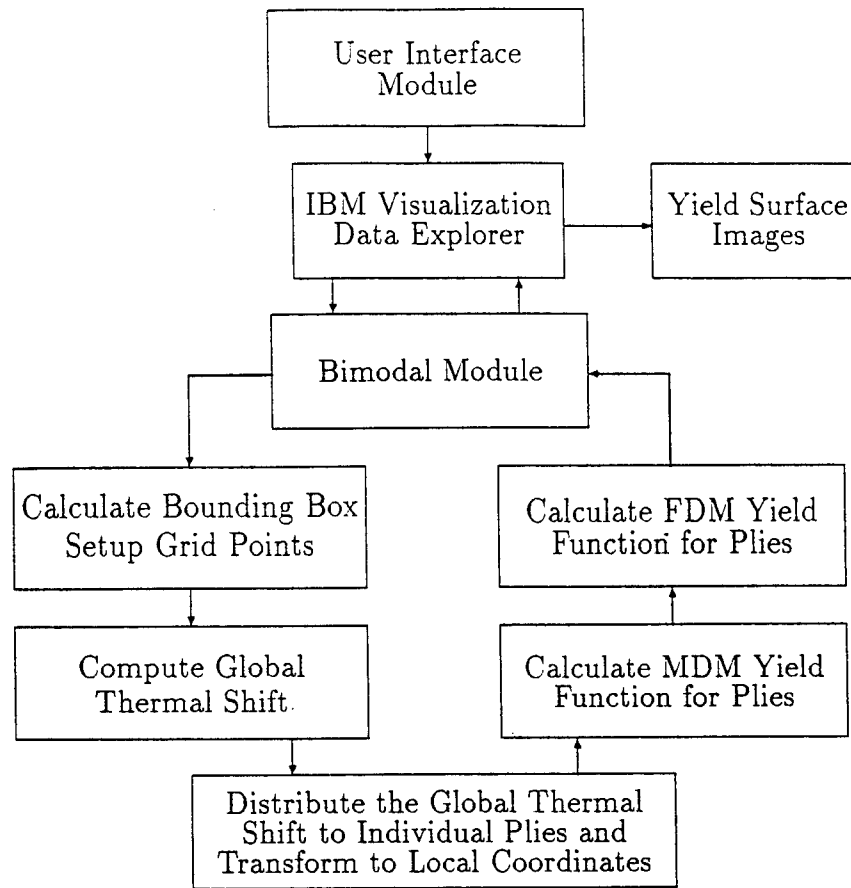 User Interface
Module
IBM Visualization
Data Explorer
Yield Surface
Images
Bimodal Module
Calculate Bounding Box
Setup Grid Points
Calculate FDM Yield
Function for Plies
Compute Global
Thermal Shift
Calculate MDM Yield
Function for Plies
Distribute the Global Thermal
Shift to Individual Plies and
Transform to Local Coordinates